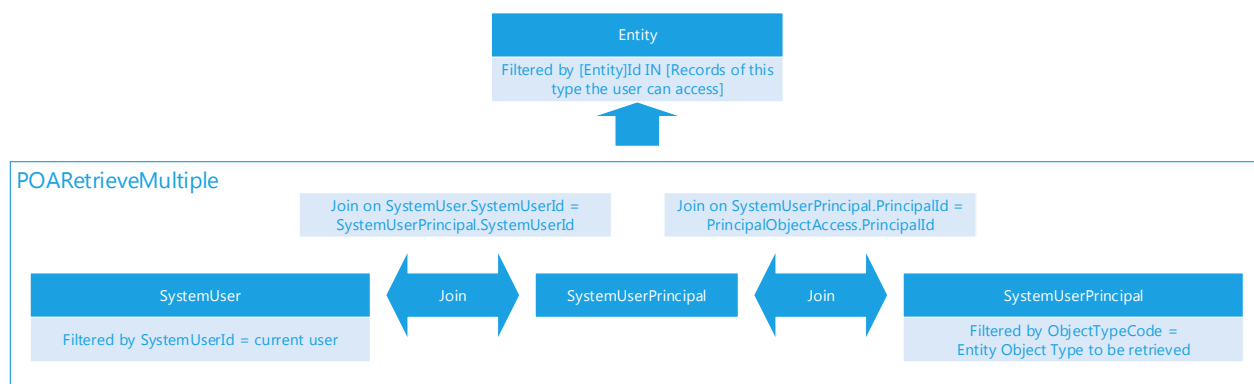 Entity
Filtered by [Entity]Id IN [Records of this
type the user can access]
POARetrieveMultiple
Join on SystemUser.SystemUserId =
SystemUserPrincipal.SystemUserId
Join on SystemUserPrincipal.PrincipalId =
PrincipalObjectAccess.PrincipalId
SystemUser
Join
SystemUserPrincipal
Join
SystemUserPrincipal
Filtered by SystemUserId = current user
Filtered by ObjectTypeCode =
Entity Object Type to be retrieved